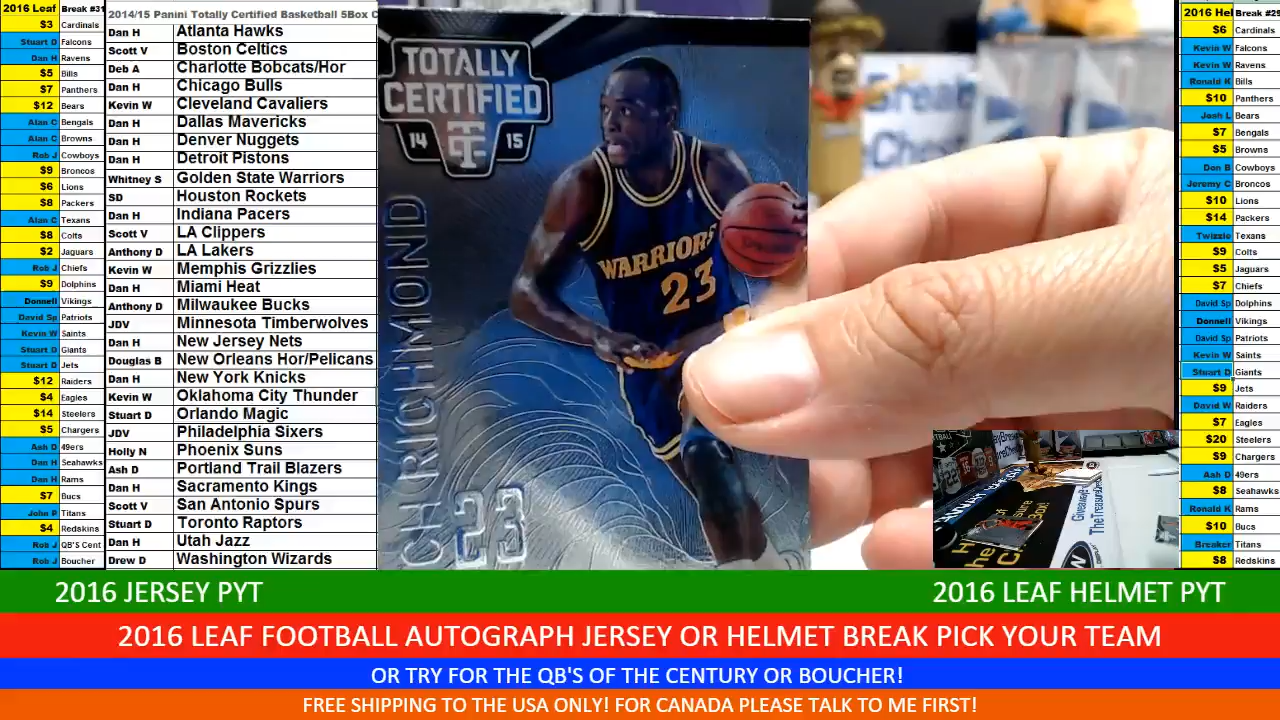 2016 Leaf Break #31
$3 Cardinals
Stuart D Falcons
Dan H Ravens
$5 Bills
$7 Panthers
$12 Bears
Alan C Bengals
Alan C Browns
Rob J Cowboys
$9 Broncos
$6 Lions
$8 Packers
Alan C Texans
$8 Colts
$2 Jaguars
Rob J Chiefs
$9 Dolphins
Donnell Vikings
David Sp Patriots
Kevin W Saints
Stuart D Giants
Stuart D Jets
$12 Raiders
$4 Eagles
$14 Steelers
$5 Chargers
Ash D 49ers
Dan H Seahawks
Dan H Rams
$7 Bucs
John P Titans
$4 Redskins
Rob J QB'S Cent
Rob J Boucher
2014/15 Panini Totally Certified Basketball 5Box C
Dan H Atlanta Hawks
Scott V Boston Celtics
Deb A Charlotte Bobcats/Hor
Dan H Chicago Bulls
Kevin W Cleveland Cavaliers
Dan H Dallas Mavericks
Dan H Denver Nuggets
Dan H Detroit Pistons
Whitney S Golden State Warriors
SD Houston Rockets
Dan H Indiana Pacers
Scott V LA Clippers
Anthony D LA Lakers
Kevin W Memphis Grizzlies
Dan H Miami Heat
Anthony D Milwaukee Bucks
JDV Minnesota Timberwolves
Dan H New Jersey Nets
Douglas B New Orleans Hor/Pelicans
Dan H New York Knicks
Kevin W Oklahoma City Thunder
Stuart D Orlando Magic
JDV Philadelphia Sixers
Holly N Phoenix Suns
Ash D Portland Trail Blazers
Dan H Sacramento Kings
Scott V San Antonio Spurs
Stuart D Toronto Raptors
Dan H Utah Jazz
Drew D Washington Wizards
TOTALLY
CERTIFIED
14 TC 15
RICHMOND
23
WARRIORS
23
2016 Hel Break #29
$6 Cardinals
Kevin W Falcons
Kevin W Ravens
Ronald K Bills
$10 Panthers
Josh L Bears
$7 Bengals
$5 Browns
Don B Cowboys
Jeremy C Broncos
$10 Lions
$14 Packers
Twizzle Texans
$9 Colts
$5 Jaguars
$7 Chiefs
David Sp Dolphins
Donnell Vikings
David Sp Patriots
Kevin W Saints
Stuart D Giants
$9 Jets
David W Raiders
$7 Eagles
$20 Steelers
$9 Chargers
Ash D 49ers
$8 Seahawks
Ronald K Rams
$10 Bucs
Breaker Titans
$8 Redskins
2016 JERSEY PYT
2016 LEAF HELMET PYT
2016 LEAF FOOTBALL AUTOGRAPH JERSEY OR HELMET BREAK PICK YOUR TEAM
OR TRY FOR THE QB'S OF THE CENTURY OR BOUCHER!
FREE SHIPPING TO THE USA ONLY! FOR CANADA PLEASE TALK TO ME FIRST!